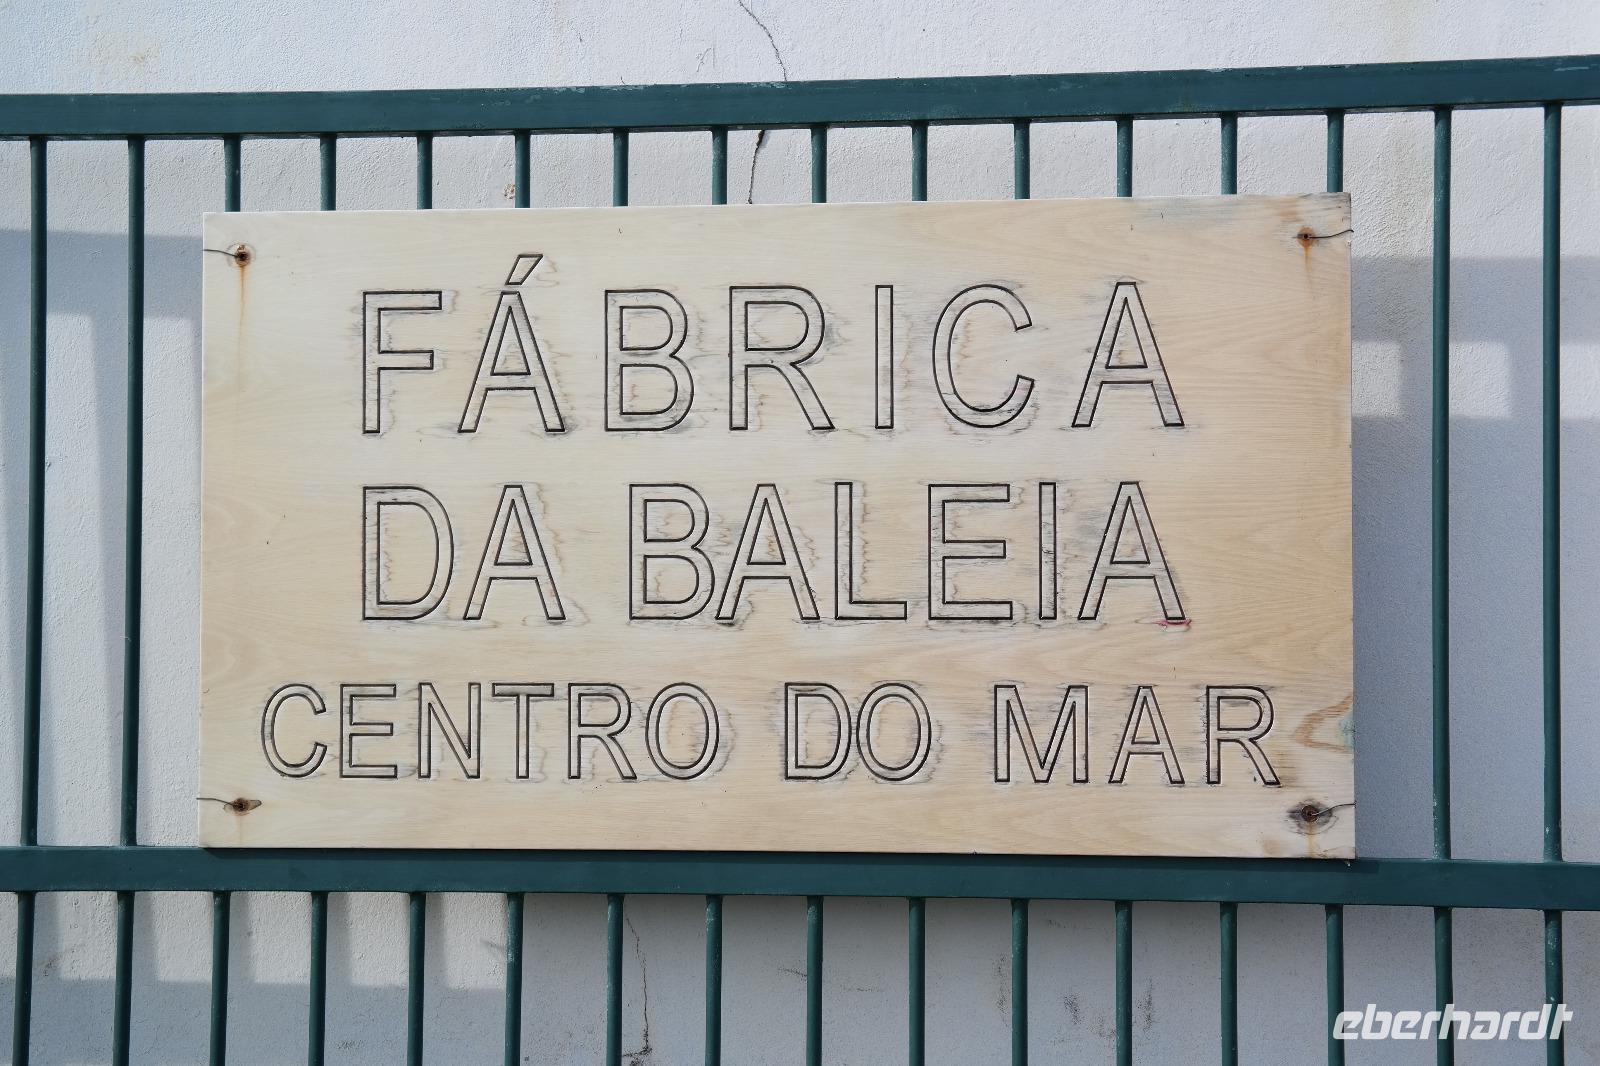 FÁBRICA
DA BALEIA
CENTRO DO MAR
eberhardt